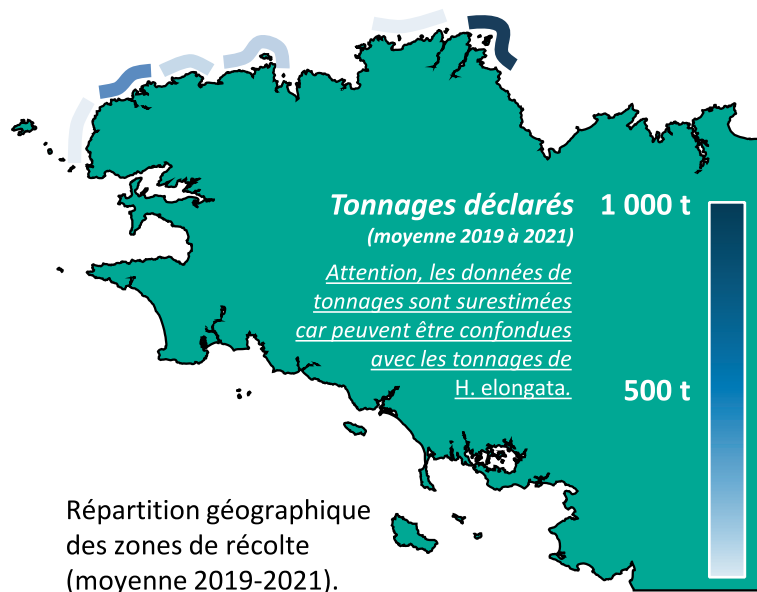 Tonnages déclarés
(moyenne 2019 à 2021)
Attention, les données de
tonnages sont surestimées
car peuvent être confondues
avec les tonnages de
H. elongata.
1 000 t
500 t
Répartition géographique
des zones de récolte
(moyenne 2019-2021).